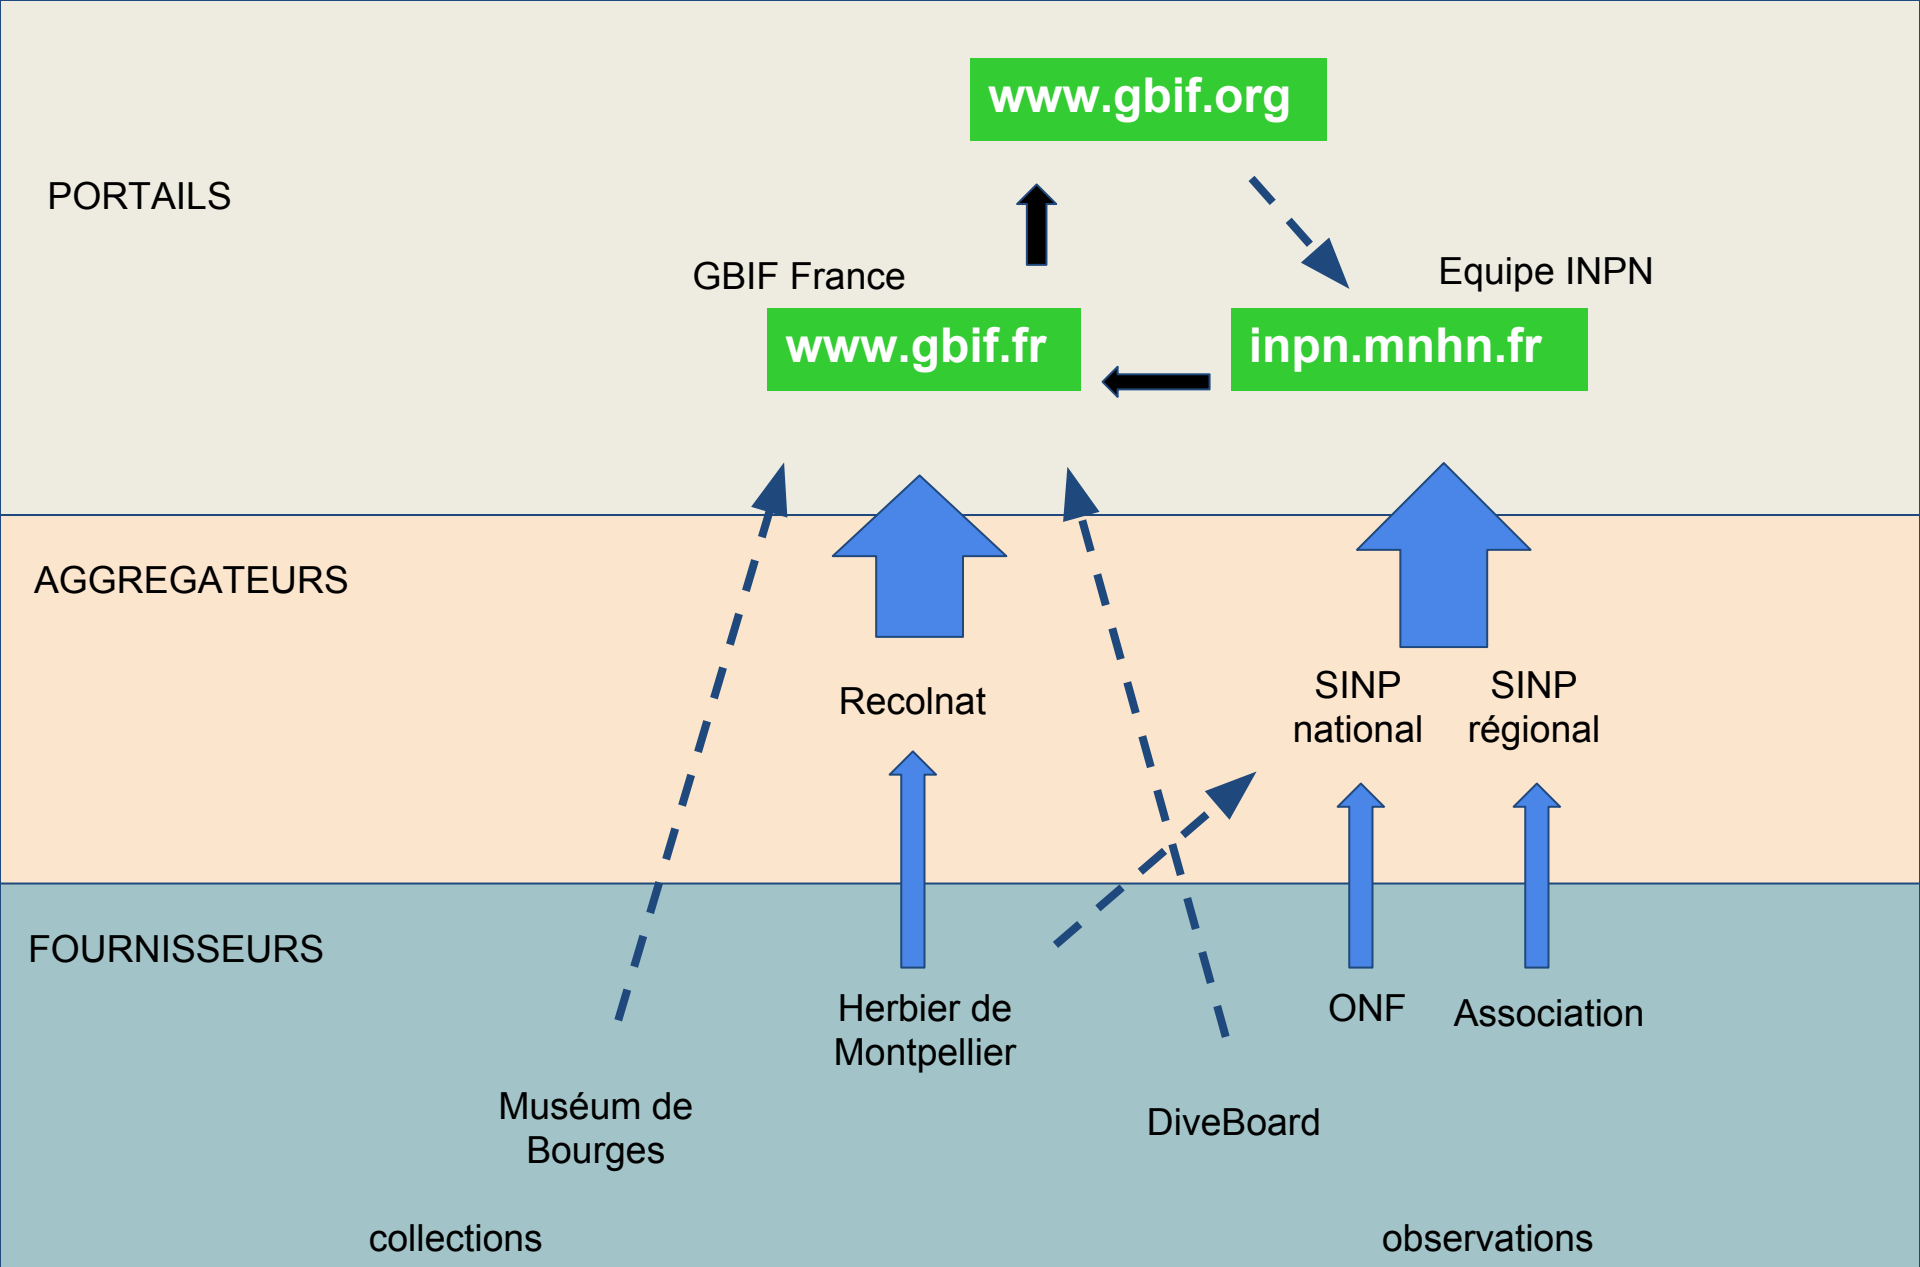 www.gbif.org
PORTAILS
GBIF France
Equipe INPN
www.gbif.fr
inpn.mnhn.fr
AGGREGATEURS
Recolnat
SINP
national
SINP
régional
FOURNISSEURS
Herbier de
Montpellier
ONF
Association
Muséum de
Bourges
DiveBoard
collections
observations